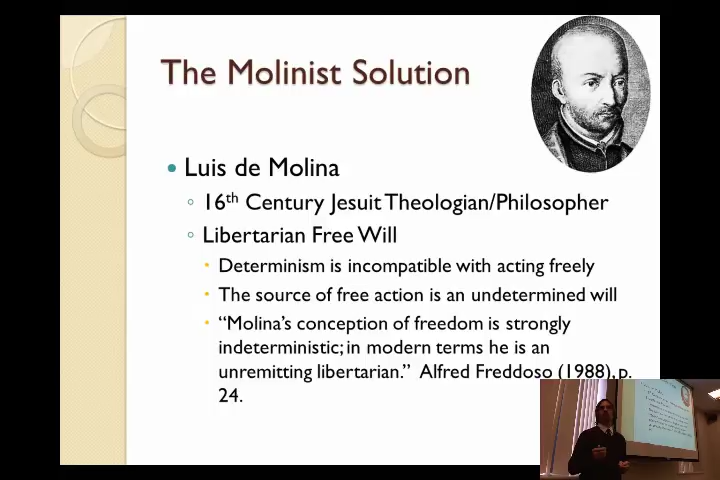 The Molinist Solution
Luis de Molina
16th Century Jesuit Theologian/Philosopher
Libertarian Free Will
Determinism is incompatible with acting freely
The source of free action is an undetermined will
“Molina’s conception of freedom is strongly
indeterministic; in modern terms he is an
unremitting libertarian.” Alfred Freddoso (1988), p.
24.